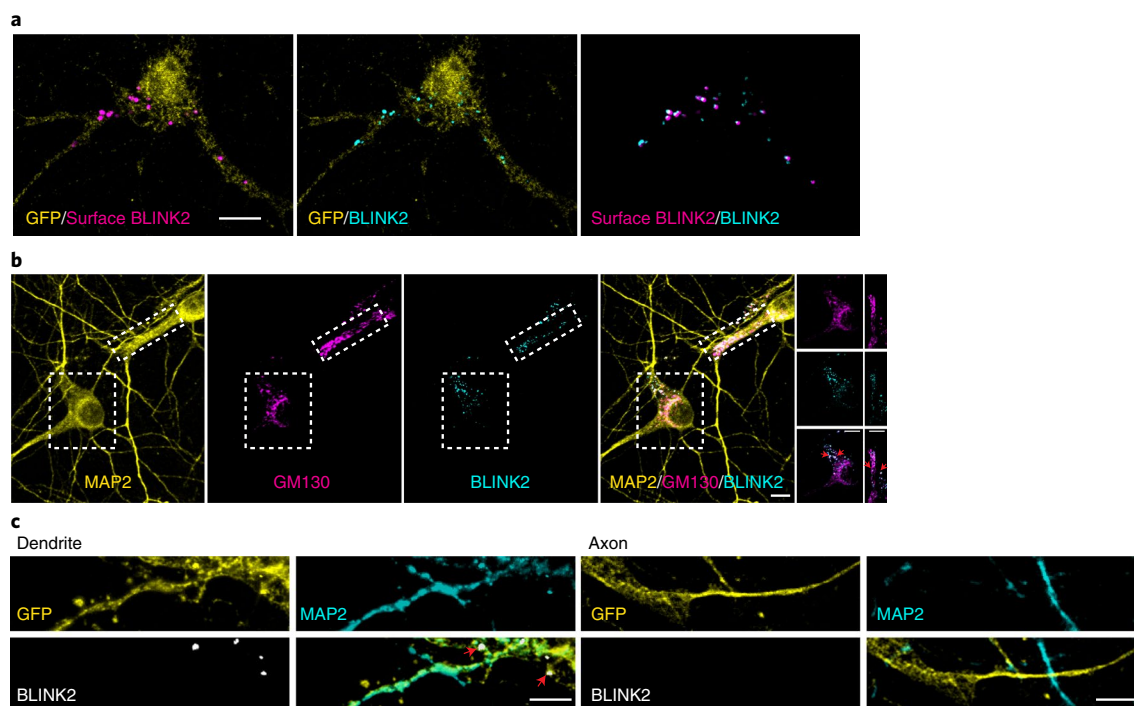 a
GFP/Surface BLINK2
GFP/BLINK2
Surface BLINK2/BLINK2
b
MAP2
GM130
BLINK2
MAP2/GM130/BLINK2
c
Dendrite
Axon
GFP
MAP2
GFP
MAP2
BLINK2
BLINK2